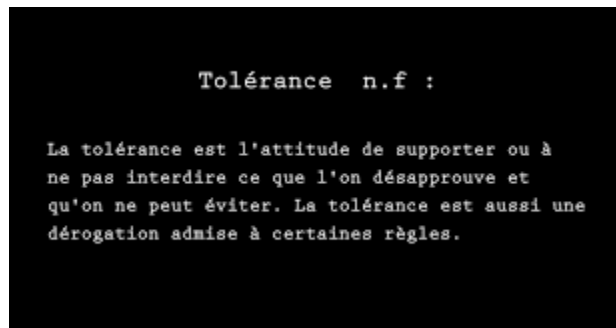 Tolérance n.f :
La tolérance est l'attitude de supporter ou à
ne pas interdire ce que l'on désapprouve et
qu'on ne peut éviter. La tolérance est aussi une
dérogation admise à certaines règles.